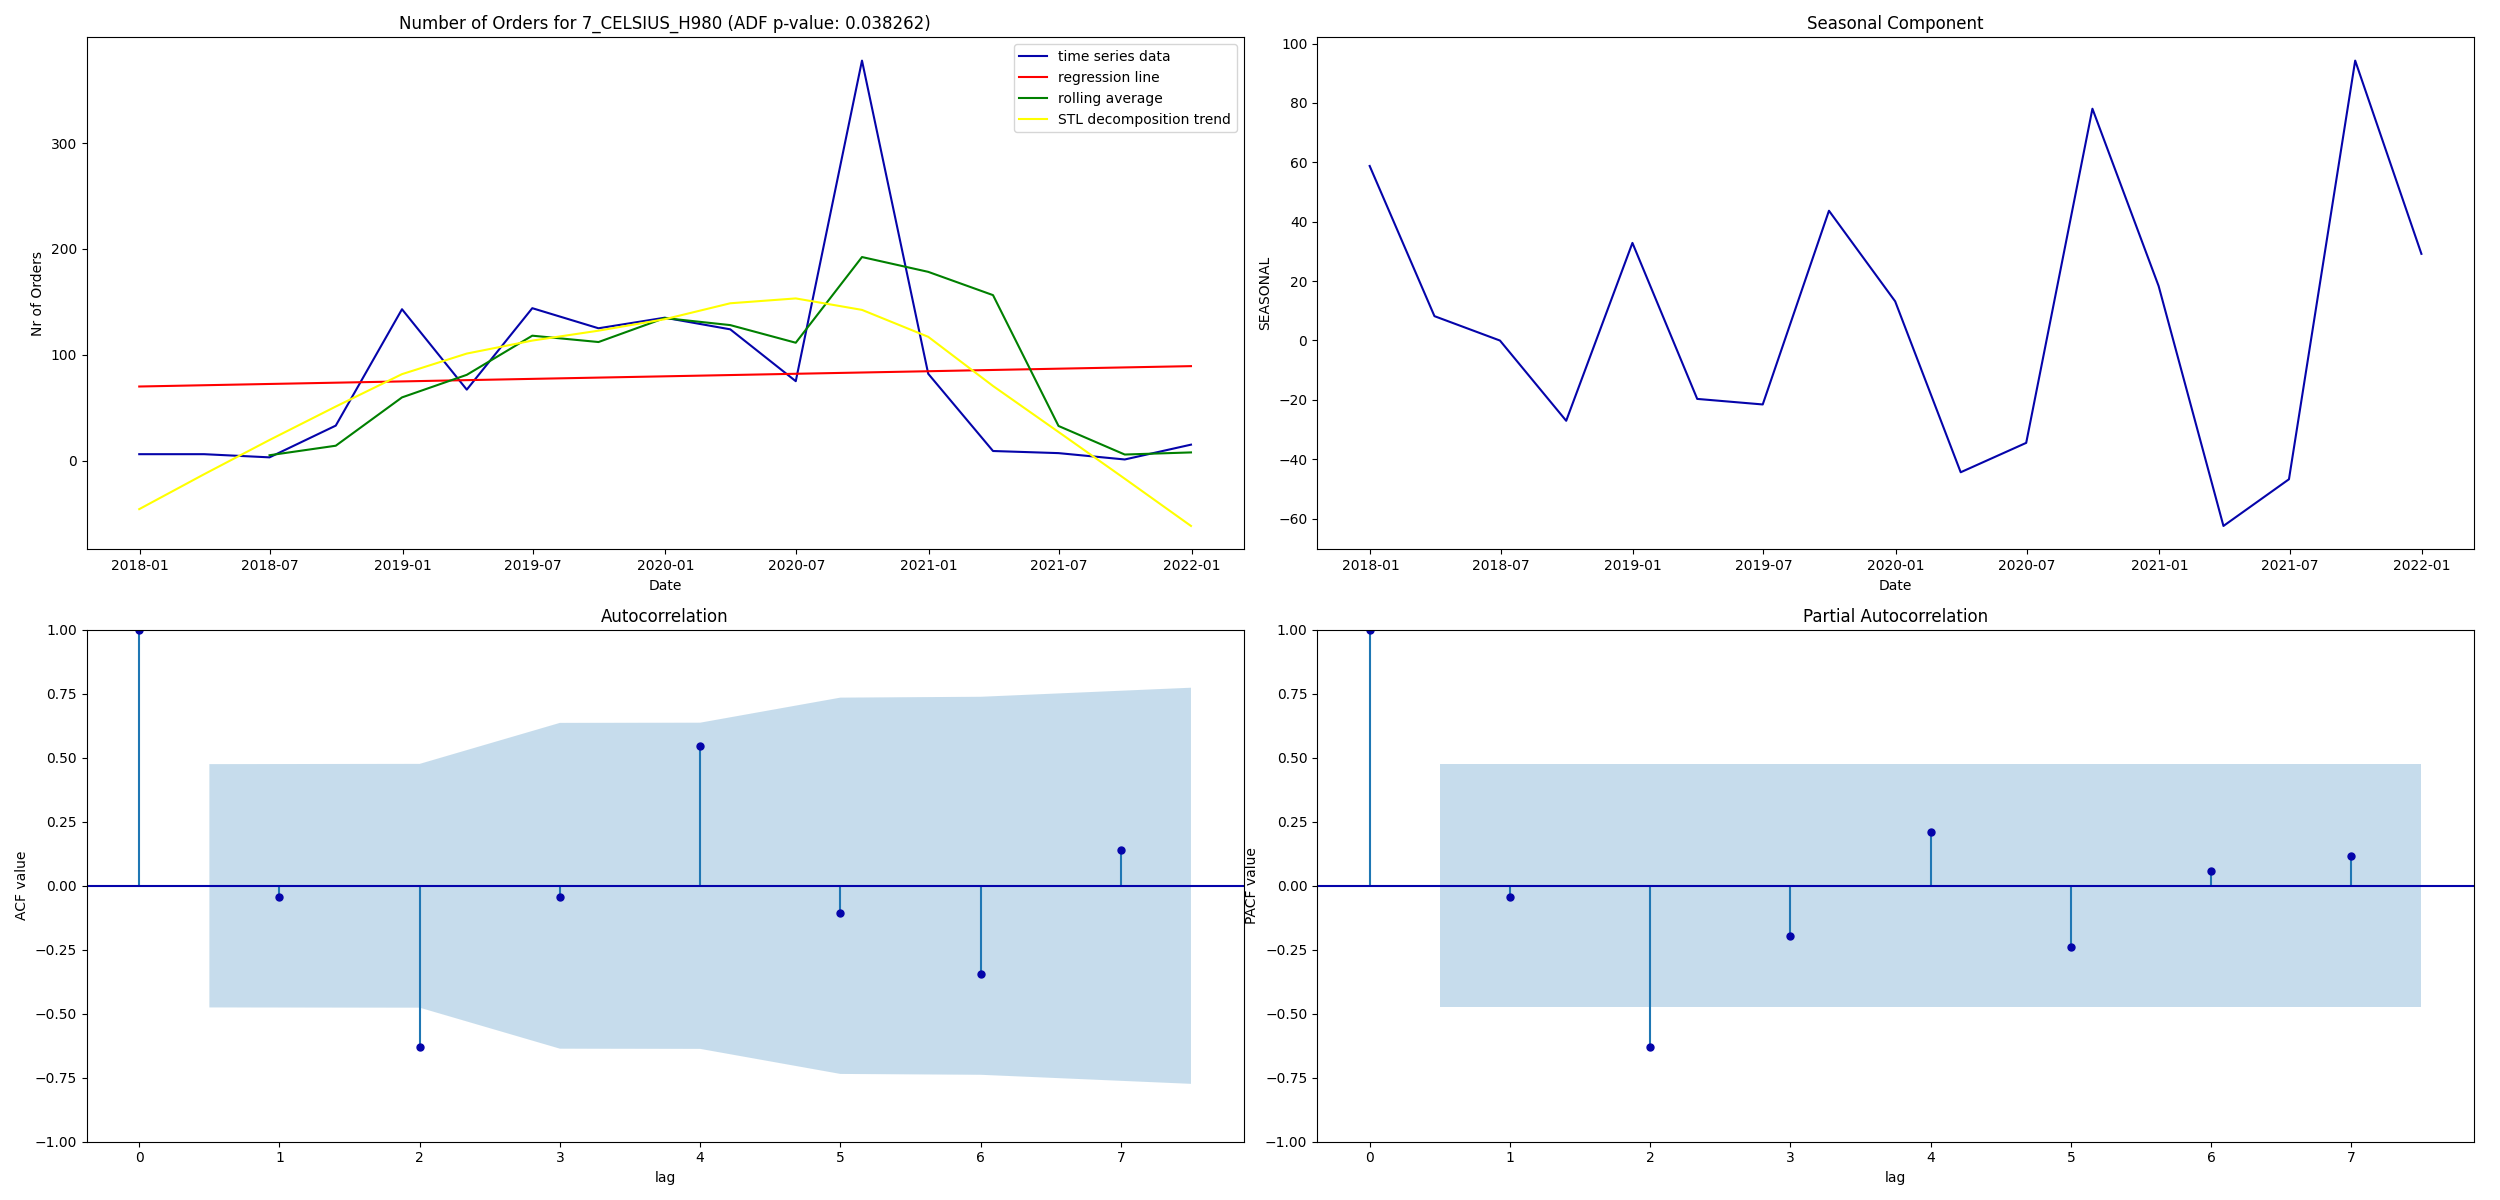 Number of Orders for 7_CELSIUS_H980 (ADF p-value: 0.038262)
time series data
regression line
rolling average
STL decomposition trend
Nr of Orders
300
200
100
0
2018-01 2018-07 2019-01 2019-07 2020-01 2020-07 2021-01 2021-07 2022-01
Date
Seasonal Component
SEASONAL
100
80
60
40
20
0
−20
−40
−60
2018-01 2018-07 2019-01 2019-07 2020-01 2020-07 2021-01 2021-07 2022-01
Date
Autocorrelation
ACF value
1.00
0.75
0.50
0.25
0.00
−0.25
−0.50
−0.75
−1.00
0 1 2 3 4 5 6 7
lag
Partial Autocorrelation
PACF value
1.00
0.75
0.50
0.25
0.00
−0.25
−0.50
−0.75
−1.00
0 1 2 3 4 5 6 7
lag